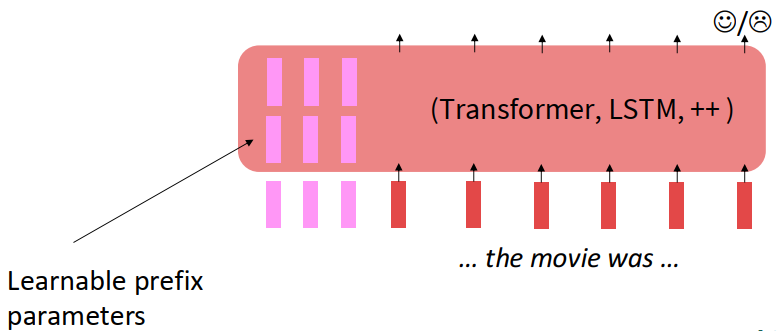 ☺/☹
(Transformer, LSTM, ++ )
... the movie was ...
Learnable prefix
parameters